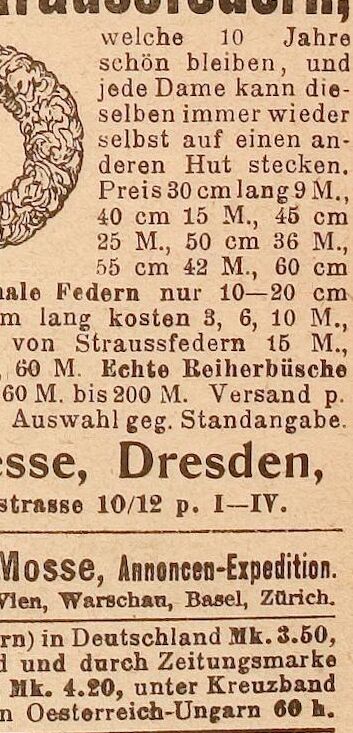 welche 10 Jahre
schön bleiben, und
jede Dame kann die-
selben immer wieder
selbst auf einen an-
deren Hut stecken.
Preis 30 cm lang 9 M.,
40 cm 15 M., 45 cm
25 M., 50 cm 36 M.,
55 cm 42 M., 60 cm
male Federn nur 10—20 cm
m lang kosten 3, 6, 10 M.,
von Straussfedern 15 M.,
60 M. Echte Reiherbüsche
60 M. bis 200 M. Versand p.
Auswahl geg. Standangabe.
esse, Dresden,
strasse 10/12 p. I—IV.
Mosse, Annoncen-Expedition.
Wien, Warschau, Basel, Zürich.
ern) in Deutschland Mk. 3.50,
d und durch Zeitungsmarke
Mk. 4.20, unter Kreuzband
n Oesterreich-Ungarn 60 h.